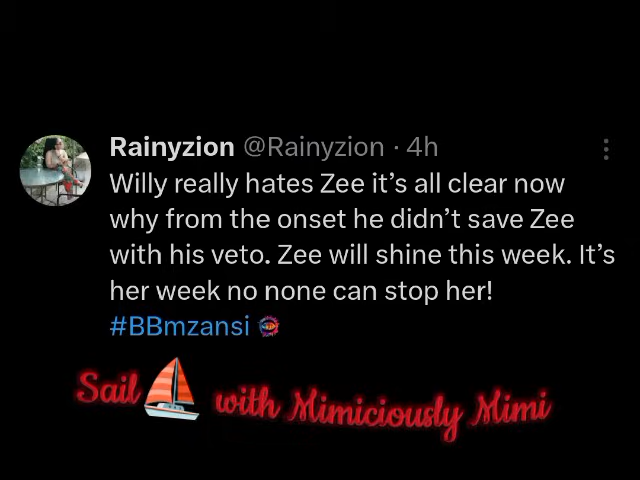 Rainyzion @Rainyzion · 4h
Willy really hates Zee it’s all clear now
why from the onset he didn’t save Zee
with his veto. Zee will shine this week. It’s
her week no none can stop her!
#BBmzansi
Sail with Mimiciously Mimi